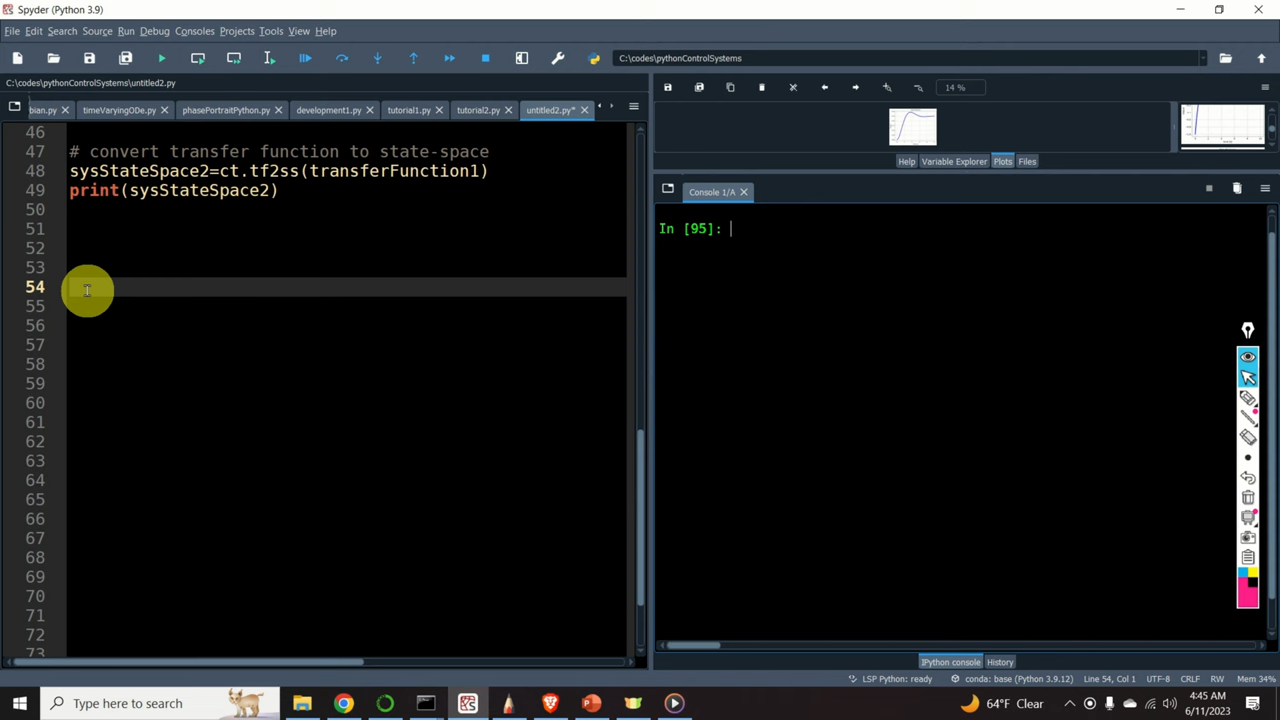 Spyder (Python 3.9)
File Edit Search Source Run Debug Consoles Projects Tools View Help
C:\codes\pythonControlSystems
C:\codes\pythonControlSystems\untitled2.py
bian.py timeVaryingODe.py phasePortraitPython.py development1.py tutorial1.py tutorial2.py untitled2.py*
14 %
46
47 # convert transfer function to state-space
48 sysStateSpace2=ct.tf2ss(transferFunction1)
49 print(sysStateSpace2)
50
51
52
53
54
55
56
57
58
59
60
61
62
63
64
65
66
67
68
69
70
71
72
73
Help Variable Explorer Plots Files
Console 1/A
In [95]:
IPython console History
LSP Python: ready conda: base (Python 3.9.12) Line 54, Col 1 UTF-8 CRLF RW Mem 34%
Type here to search
64°F Clear
4:45 AM
6/11/2023